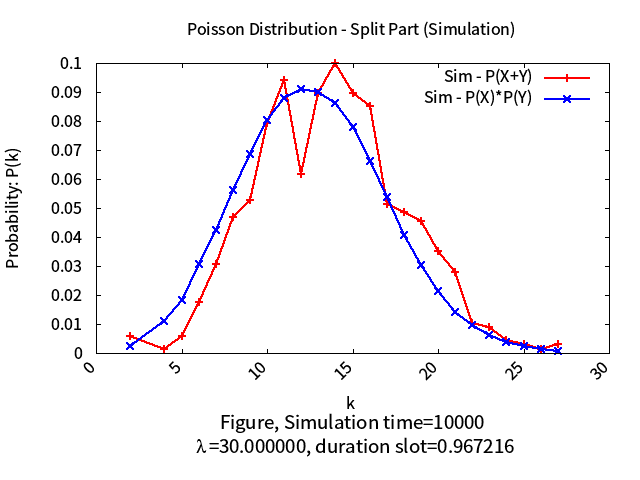 Poisson Distribution - Split Part (Simulation)
Sim - P(X+Y)
Sim - P(X)*P(Y)
Probability: P(k)
0.1
0.09
0.08
0.07
0.06
0.05
0.04
0.03
0.02
0.01
0
0 5 10 15 20 25 30
k
Figure, Simulation time=10000
λ=30.000000, duration slot=0.967216